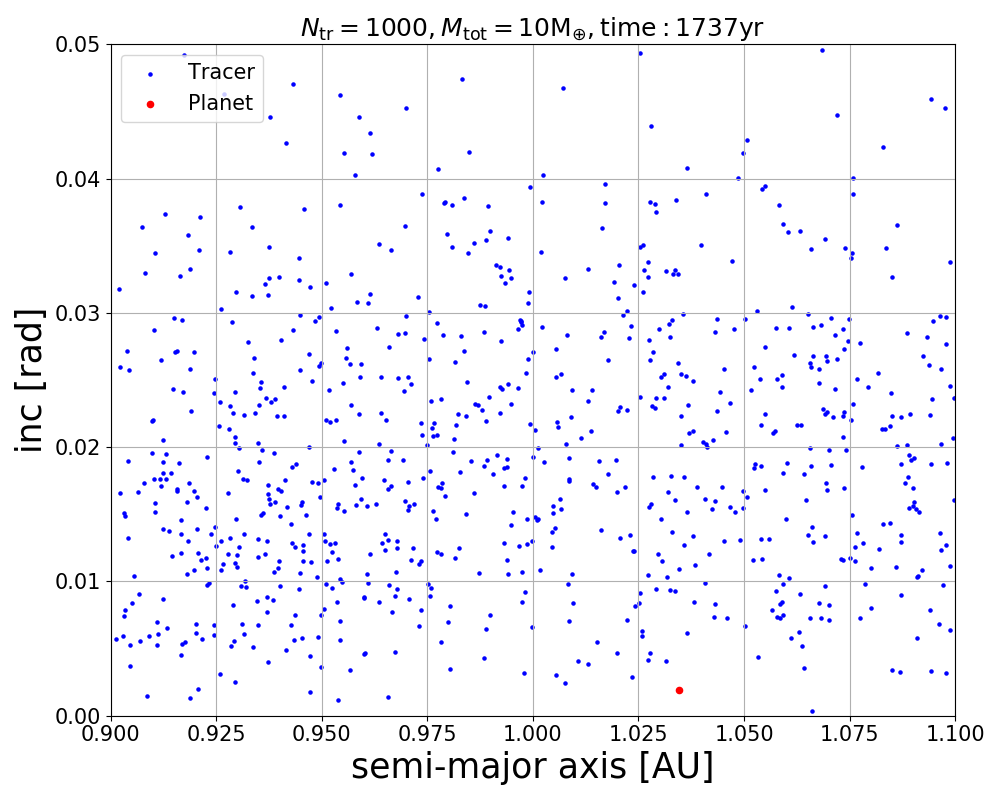 N_tr = 1000, M_tot = 10M_⊕, time : 1737yr
Tracer
Planet
0.05
0.04
0.03
0.02
0.01
0.00
inc [rad]
0.900 0.925 0.950 0.975 1.000 1.025 1.050 1.075 1.100
semi-major axis [AU]